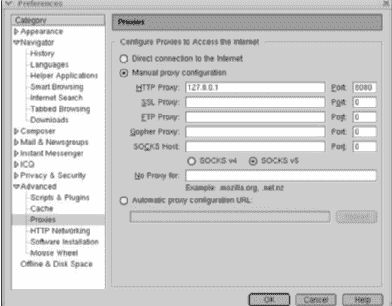 Preferences
Category
Appearance
Navigator
History
Languages
Helper Applications
Smart Browsing
Internet Search
Tabbed Browsing
Downloads
Composer
Mail & Newsgroups
Instant Messenger
ICQ
Privacy & Security
Advanced
Scripts & Plugins
Cache
Proxies
HTTP Networking
Software Installation
Mouse Wheel
Offline & Disk Space
Proxies
Configure Proxies to Access the Internet
Direct connection to the Internet
Manual proxy configuration
HTTP Proxy: 127.0.0.1 Port: 8080
SSL Proxy: Port: 0
FTP Proxy: Port: 0
Gopher Proxy: Port: 0
SOCKS Host: Port: 0
SOCKS v4 SOCKS v5
No Proxy for:
Example: .mozilla.org, .net.nz
Automatic proxy configuration URL:
Reload
OK Cancel Help